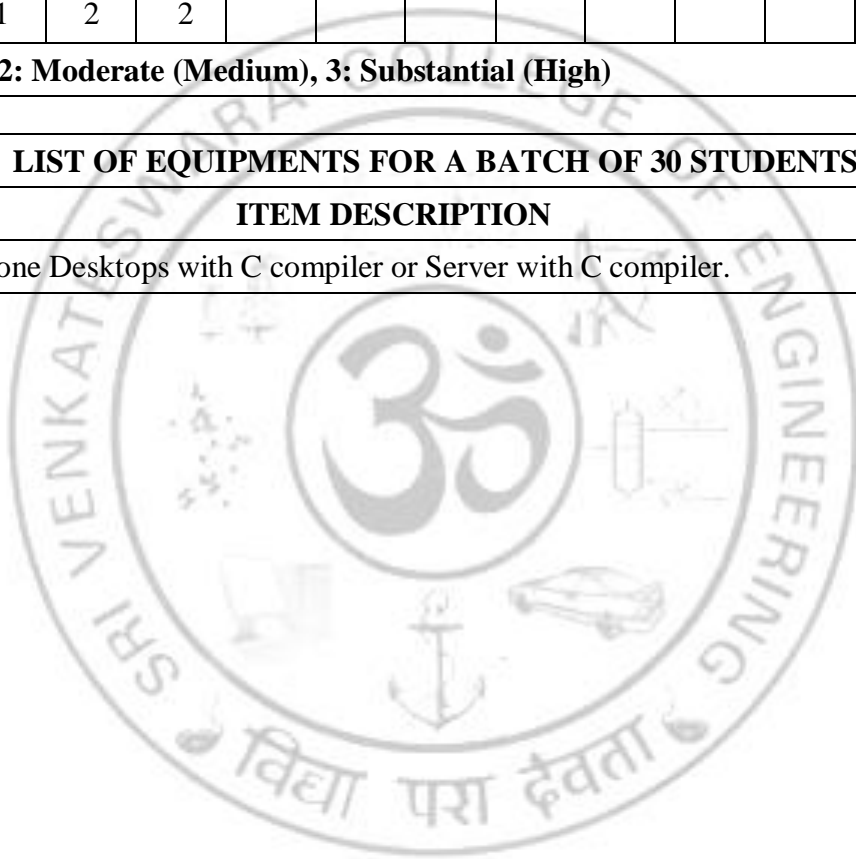 1 2 2
2: Moderate (Medium), 3: Substantial (High)
LIST OF EQUIPMENTS FOR A BATCH OF 30 STUDENTS
ITEM DESCRIPTION
one Desktops with C compiler or Server with C compiler.
SRI VENKATESWARA COLLEGE OF ENGINEERING
ॐ
विद्या परा देवता